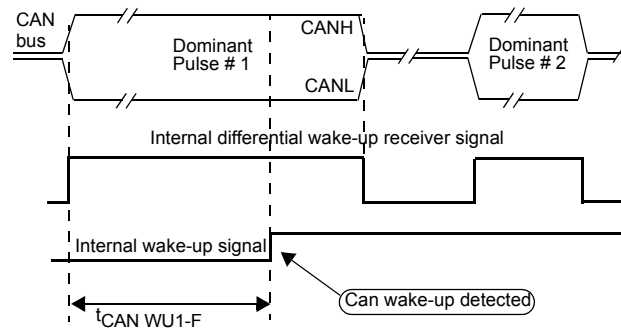 CAN
bus
CANH
Dominant
Pulse # 1
Dominant
Pulse # 2
CANL
Internal differential wake-up receiver signal
Internal wake-up signal
Can wake-up detected
tCAN WU1-F